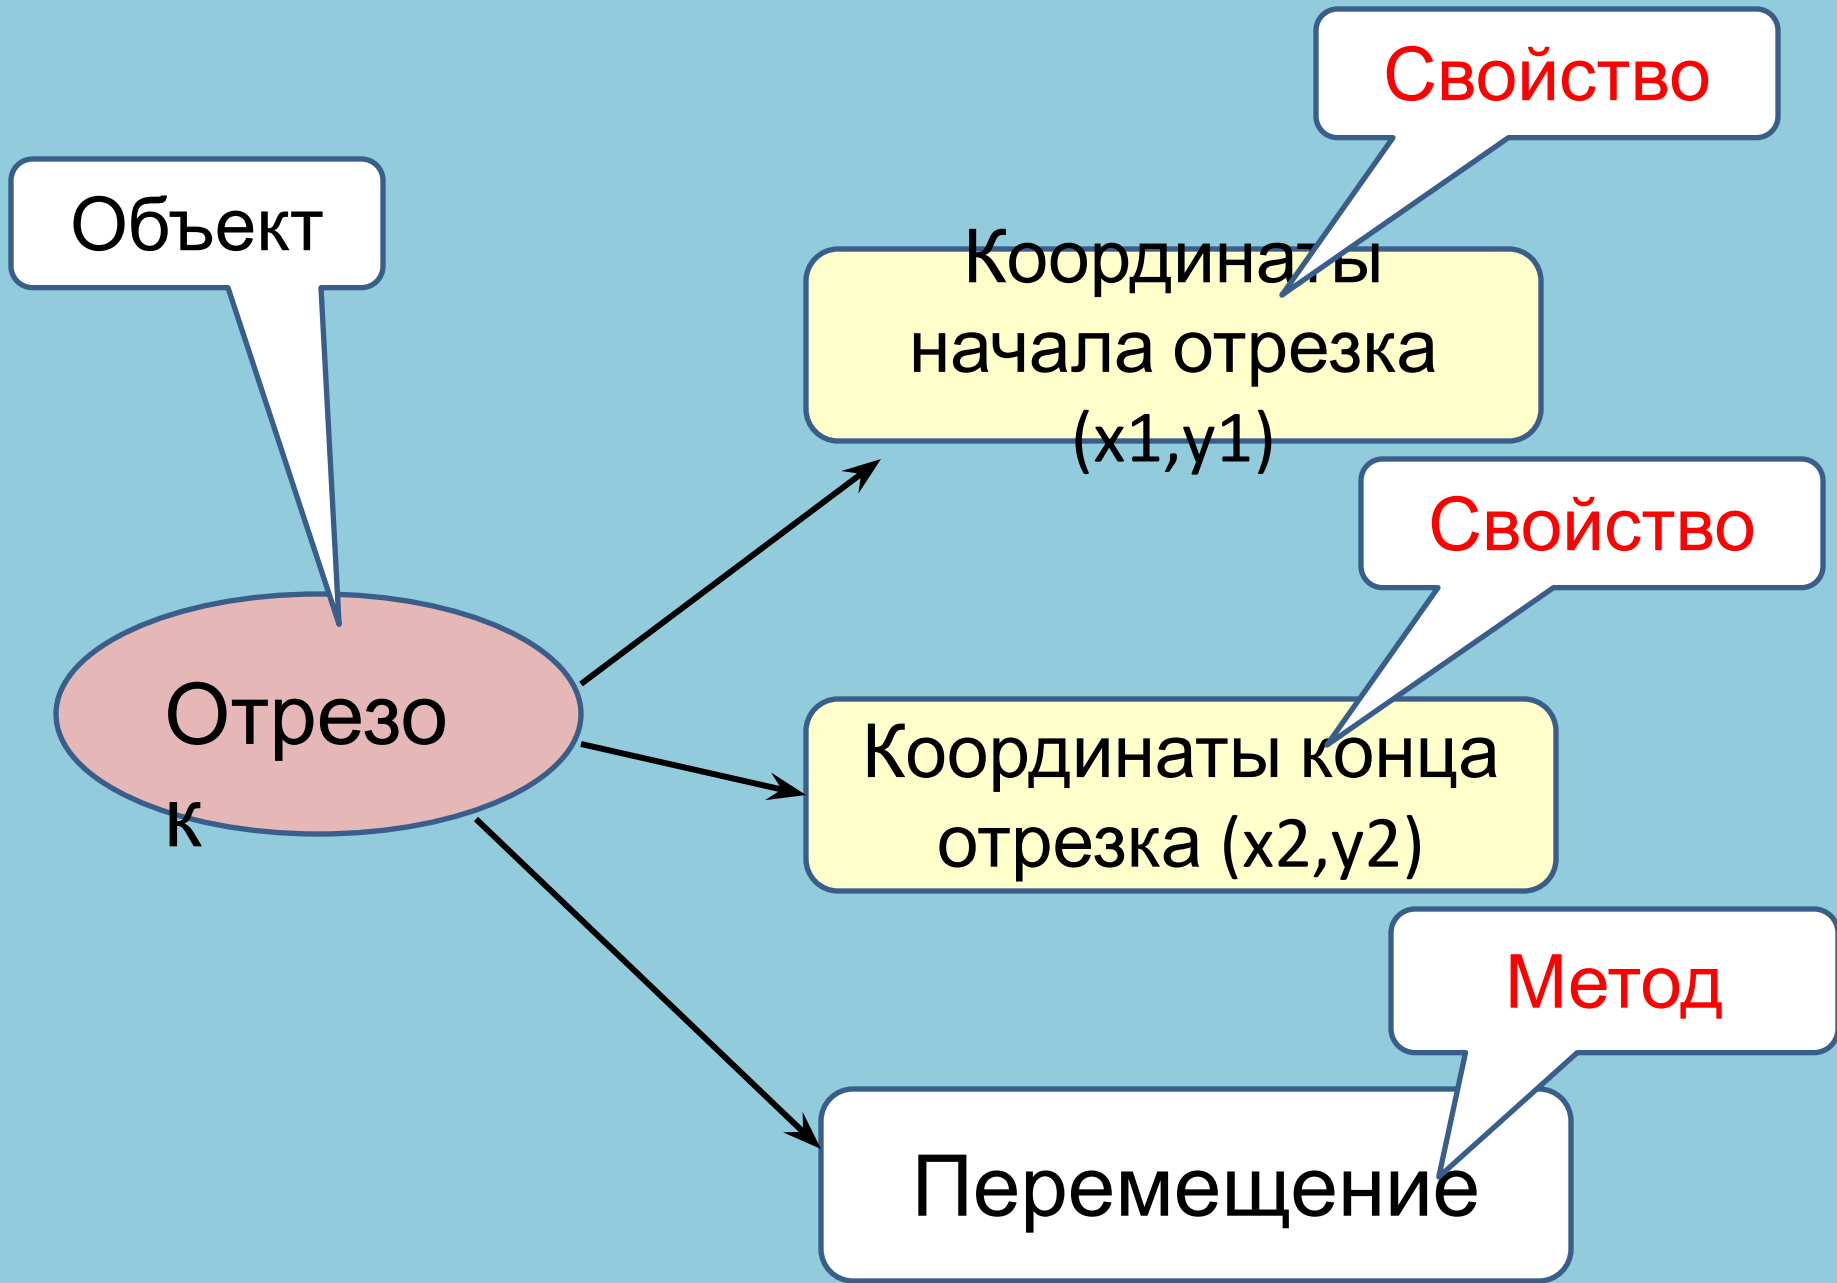 Свойство
Объект
Координаты
начала отрезка
(x1,y1)
Свойство
Отрезо
к
Координаты конца
отрезка (x2,y2)
Метод
Перемещение